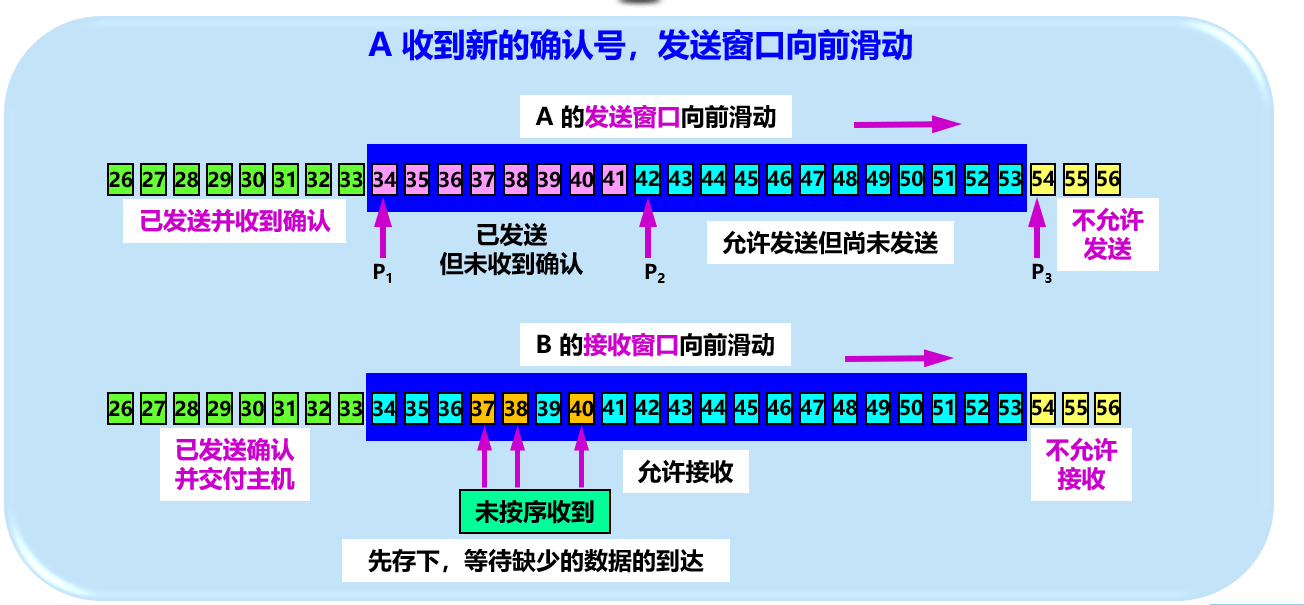 A 收到新的确认号，发送窗口向前滑动
A 的发送窗口向前滑动
26 27 28 29 30 31 32 33 34 35 36 37 38 39 40 41 42 43 44 45 46 47 48 49 50 51 52 53 54 55 56
已发送并收到确认
已发送
但未收到确认
允许发送但尚未发送
不允许
发送
P1
P2
P3
B 的接收窗口向前滑动
26 27 28 29 30 31 32 33 34 35 36 37 38 39 40 41 42 43 44 45 46 47 48 49 50 51 52 53 54 55 56
已发送确认
并交付主机
允许接收
不允许
接收
未按序收到
先存下，等待缺少的数据的到达